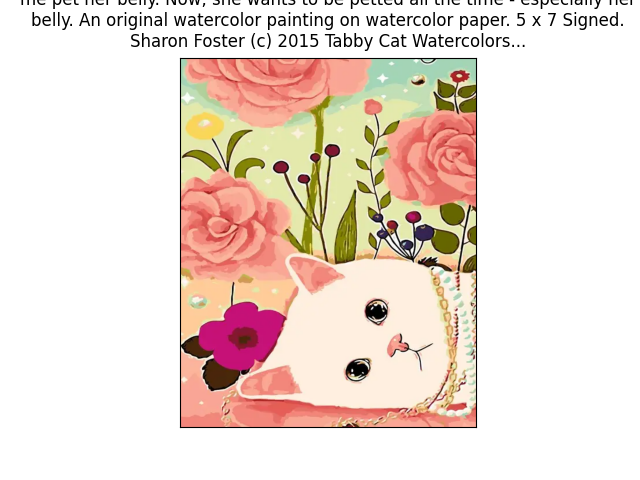 me pet her belly. Now, she wants to be petted all the time - especially her
belly. An original watercolor painting on watercolor paper. 5 x 7 Signed.
Sharon Foster (c) 2015 Tabby Cat Watercolors...